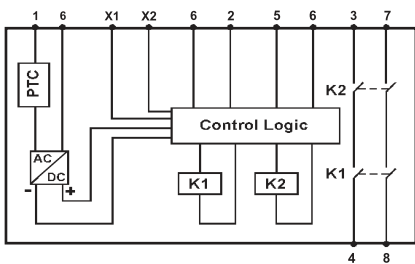 1 6 X1 X2 6 2 5 6 3 7
PTC
K2
Control Logic
AC
DC
- +
K1 K2
K1
4 8